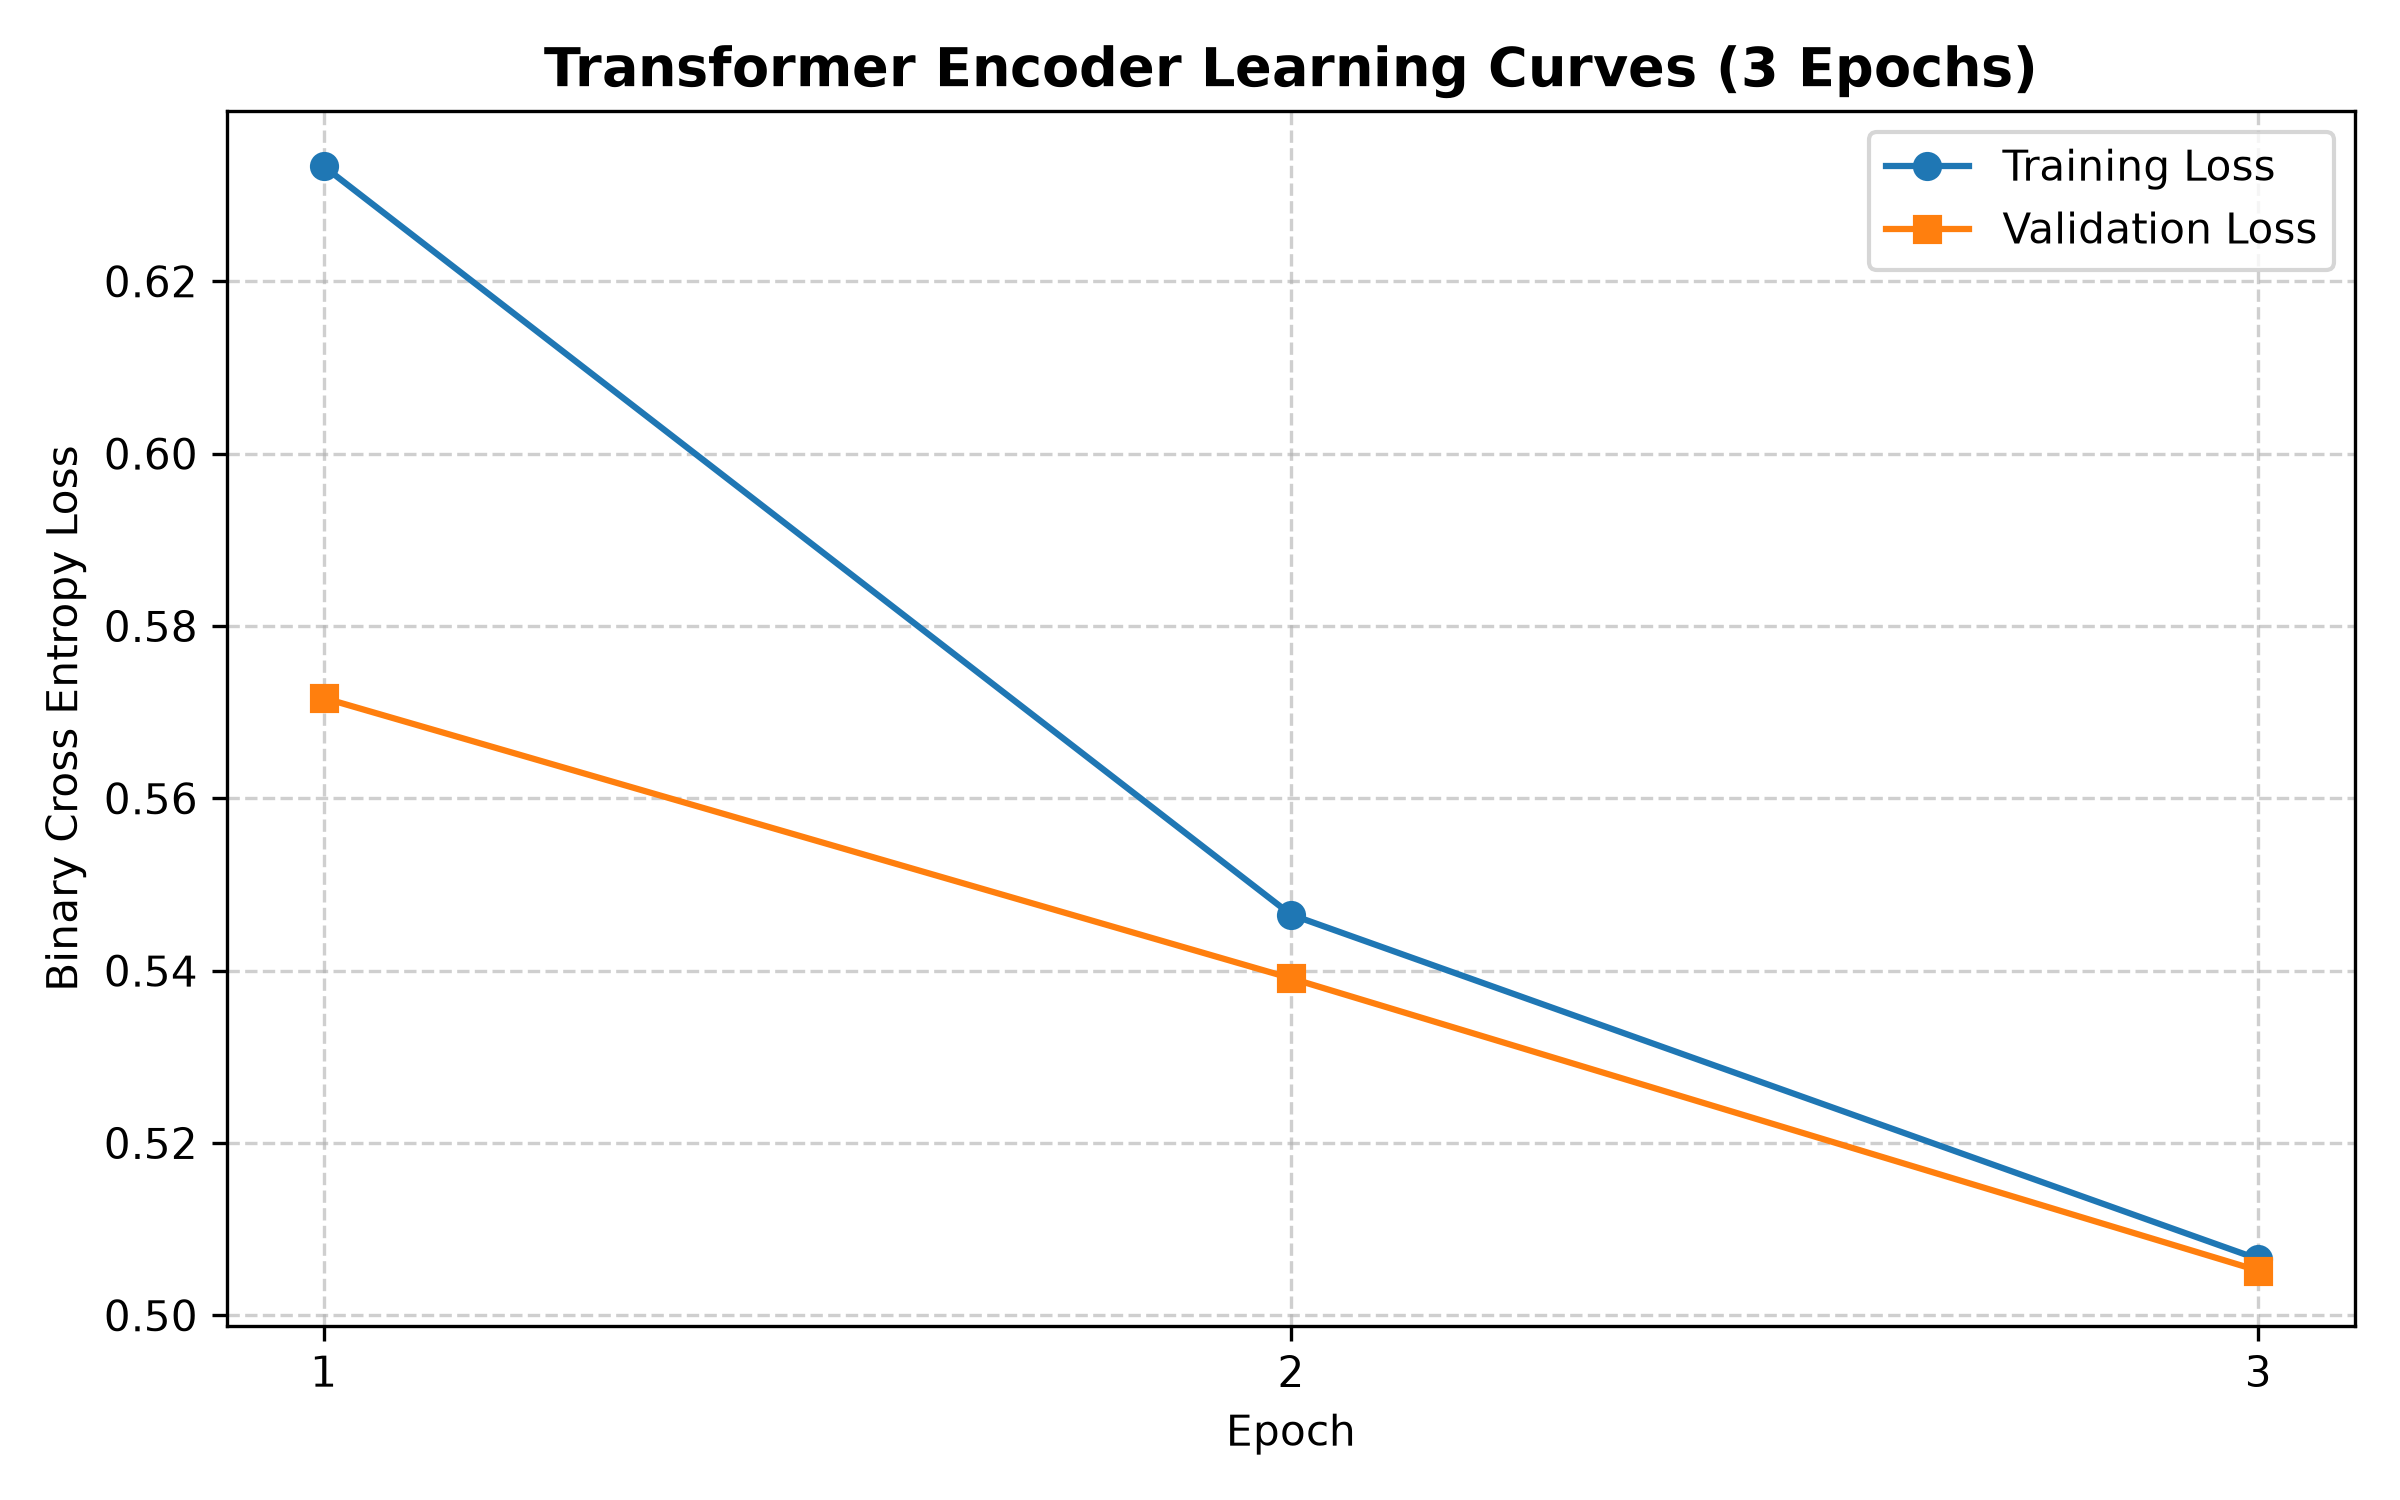 Transformer Encoder Learning Curves (3 Epochs)
Training Loss
Validation Loss
Binary Cross Entropy Loss
0.62
0.60
0.58
0.56
0.54
0.52
0.50
1
2
3
Epoch